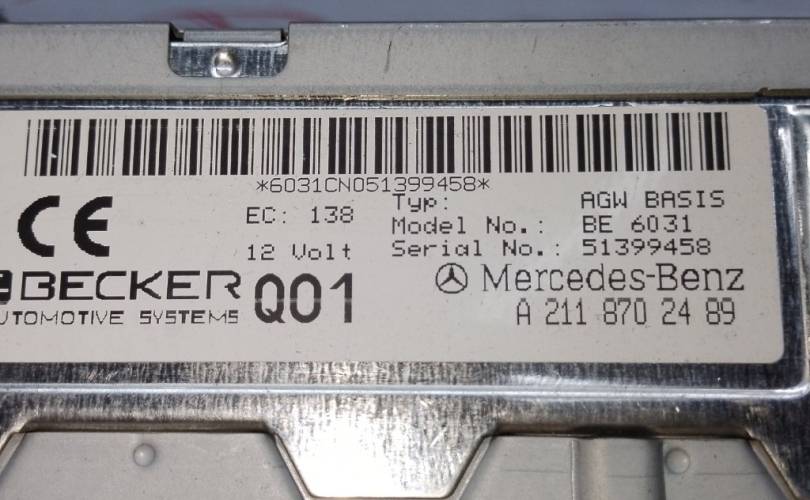 *6031CN051399458*
CE
EC: 138
12 Volt
Typ: AGW BASIS
Model No.: BE 6031
Serial No.: 51399458
BECKER
AUTOMOTIVE SYSTEMS
Q01
Mercedes-Benz
A 211 870 24 89